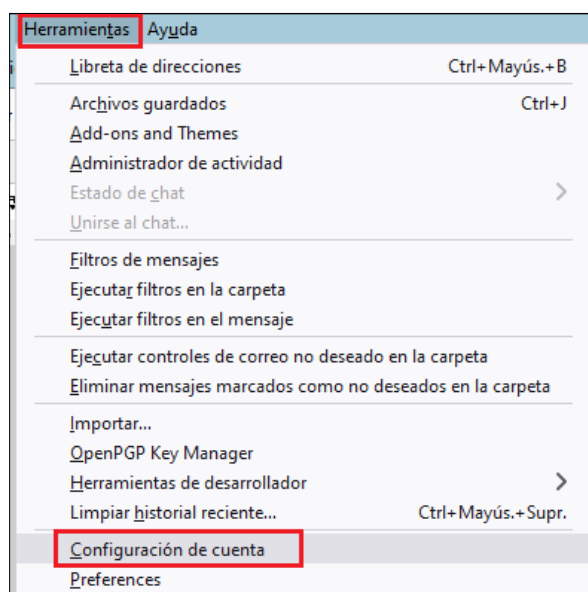 Herramientas Ayuda
Libreta de direcciones Ctrl+Mayús.+B
Archivos guardados Ctrl+J
Add-ons and Themes
Administrador de actividad
Estado de chat
Unirse al chat...
Filtros de mensajes
Ejecutar filtros en la carpeta
Ejecutar filtros en el mensaje
Ejecutar controles de correo no deseado en la carpeta
Eliminar mensajes marcados como no deseados en la carpeta
Importar...
OpenPGP Key Manager
Herramientas de desarrollador
Limpiar historial reciente... Ctrl+Mayús.+Supr.
Configuración de cuenta
Preferences